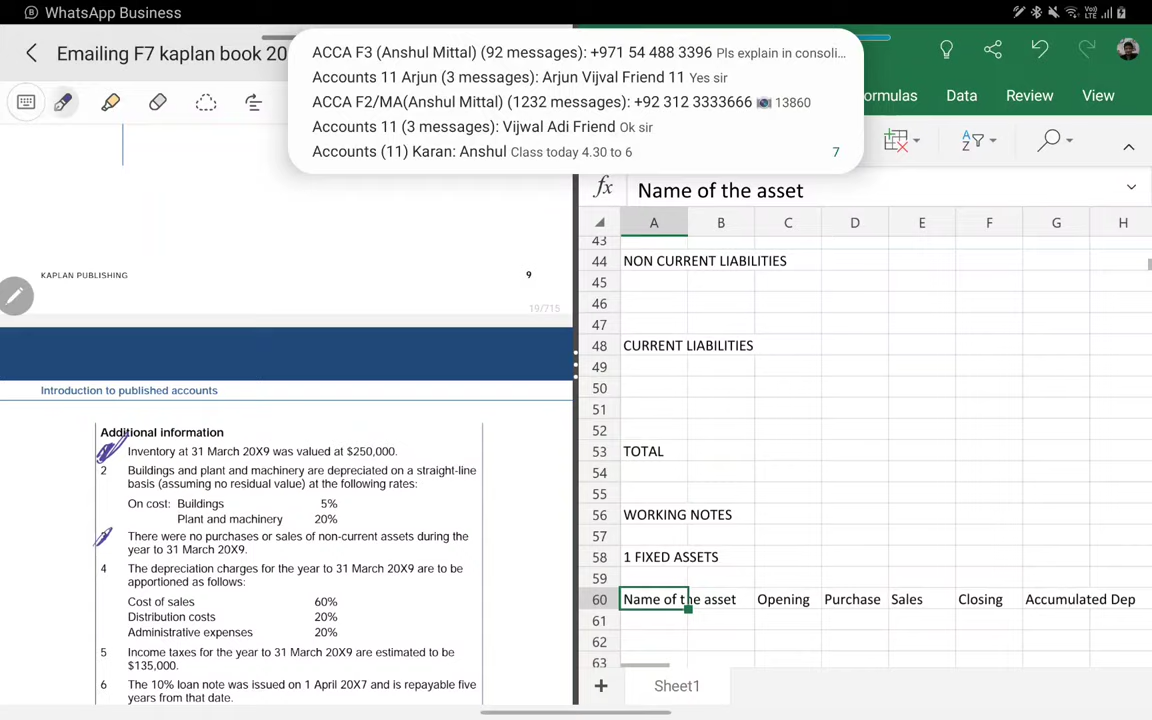 WhatsApp Business
Emailing F7 kaplan book 20
ACCA F3 (Anshul Mittal) (92 messages): +971 54 488 3396 Pls explain in consoli...
Accounts 11 Arjun (3 messages): Arjun Vijval Friend 11 Yes sir
ACCA F2/MA(Anshul Mittal) (1232 messages): +92 312 3333666 📷 13860
Accounts 11 (3 messages): Vijwal Adi Friend Ok sir
Accounts (11) Karan: Anshul Class today 4.30 to 6
7
ormulas Data Review View
fx Name of the asset
KAPLAN PUBLISHING 9
19/715
Introduction to published accounts
Additional information
Inventory at 31 March 20X9 was valued at $250,000.
2 Buildings and plant and machinery are depreciated on a straight-line
basis (assuming no residual value) at the following rates:
On cost: Buildings 5%
Plant and machinery 20%
3 There were no purchases or sales of non-current assets during the
year to 31 March 20X9.
4 The depreciation charges for the year to 31 March 20X9 are to be
apportioned as follows:
Cost of sales 60%
Distribution costs 20%
Administrative expenses 20%
5 Income taxes for the year to 31 March 20X9 are estimated to be
$135,000.
6 The 10% loan note was issued on 1 April 20X7 and is repayable five
years from that date.
A B C D E F G H
43
44 NON CURRENT LIABILITIES
45
46
47
48 CURRENT LIABILITIES
49
50
51
52
53 TOTAL
54
55
56 WORKING NOTES
57
58 1 FIXED ASSETS
59
60 Name of the asset Opening Purchase Sales Closing Accumulated Dep
61
62
63
Sheet1